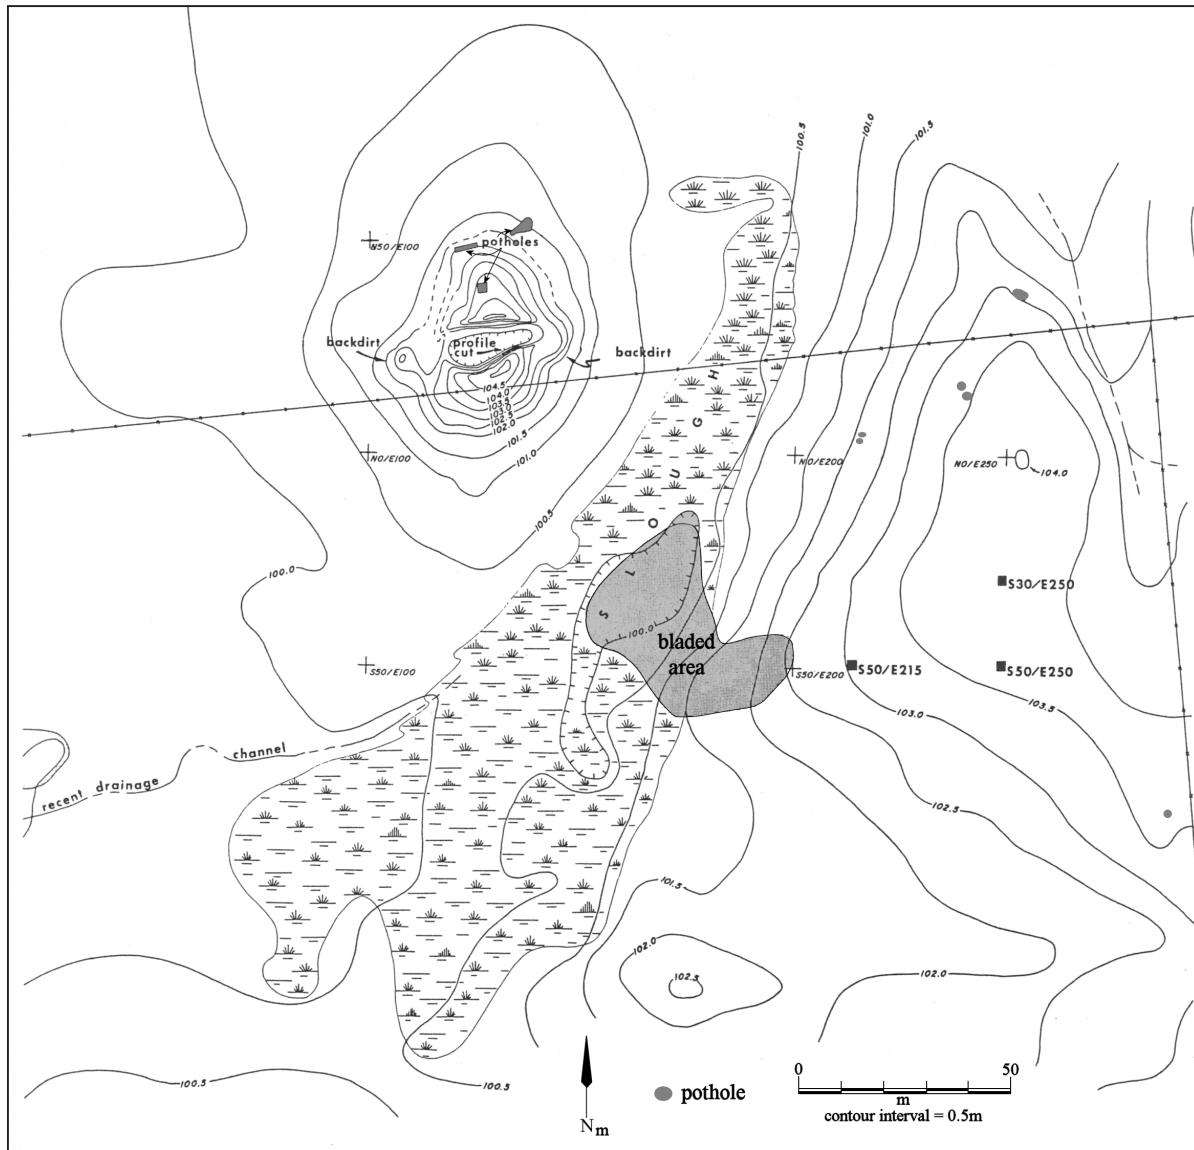 100.5
101.0
101.5
N50/E100
potholes
backdirt
profile
cut
backdirt
104.5
104.0
103.5
103.0
102.5
102.0
101.5
101.0
N0/E100
100.5
100.0
S L O U G H
N0/E200
N0/E250
104.0
S30/E250
100.0
bladed
area
S50/E100
S50/E200
S50/E215
S50/E250
103.0
103.5
channel
recent drainage
102.5
101.5
102.0
102.5
102.0
100.5
100.5
0 50
m
contour interval = 0.5m
pothole
Nm